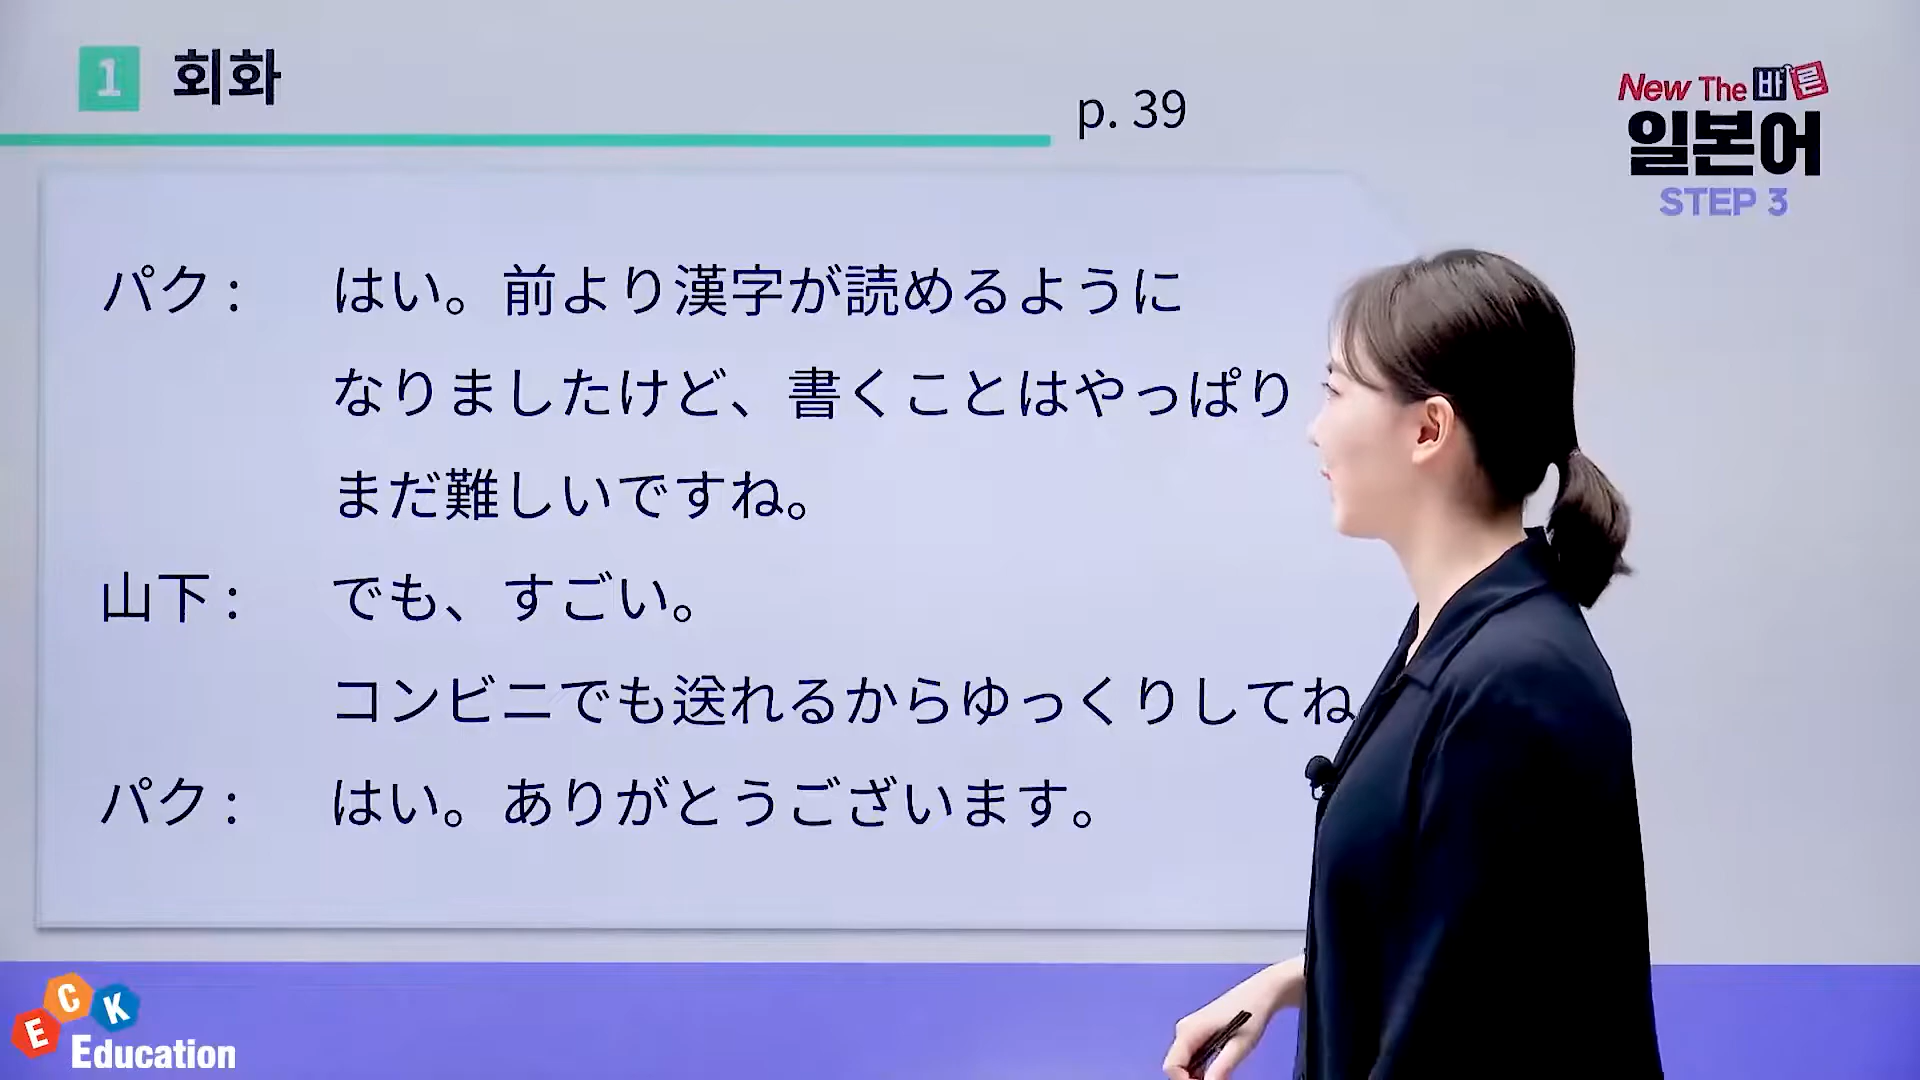 1 회화
p. 39
New The 바른
일본어
STEP 3
パク : はい。前より漢字が読めるように
なりましたけど、書くことはやっぱり
まだ難しいですね。
山下 : でも、すごい。
コンビニでも送れるからゆっくりしてね
パク : はい。ありがとうございます。
ECK
Education